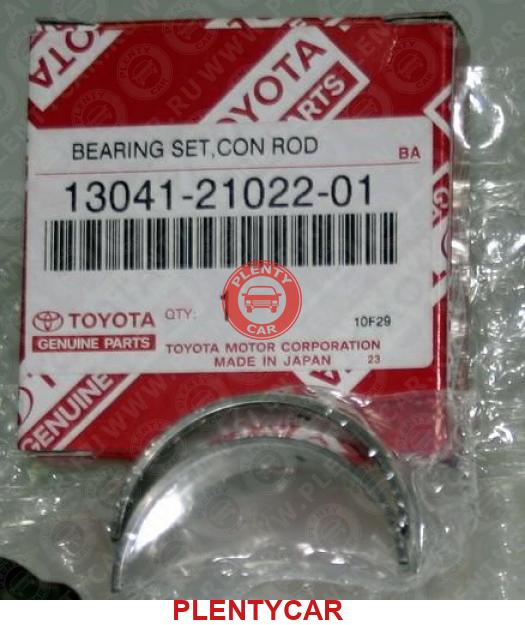 TOYOTA
PARTS
BEARING SET,CON ROD
BA
13041-21022-01
PLENTY
CAR
TOYOTA
QTY:
10F29
GENUINE PARTS
TOYOTA MOTOR CORPORATION
MADE IN JAPAN 23
GENUINE
PLENTYCAR